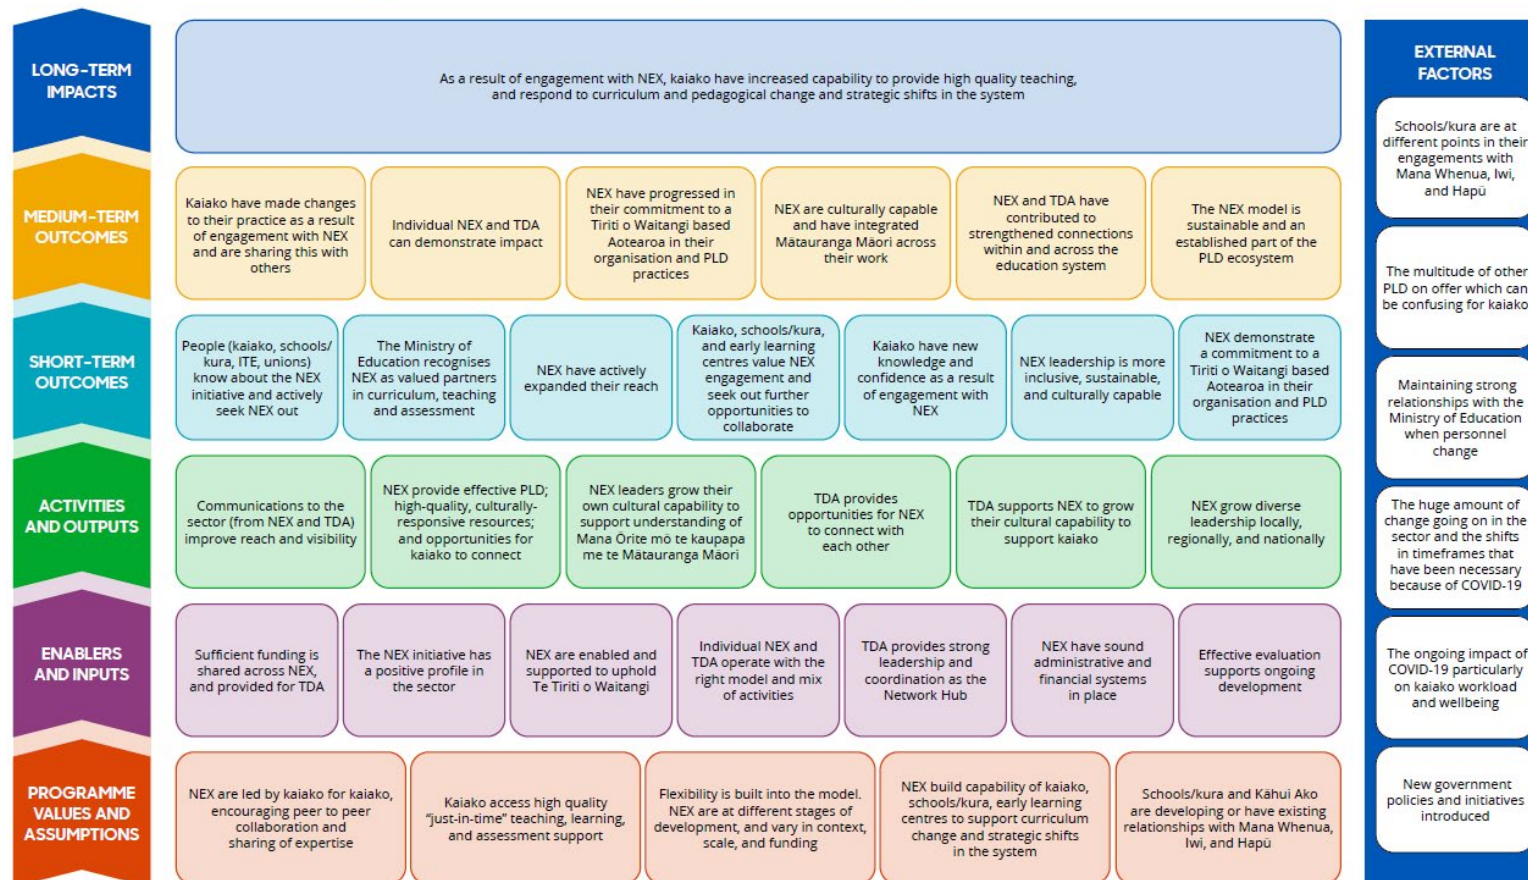 LONG-TERM
IMPACTS
As a result of engagement with NEX, kaiako have increased capability to provide high quality teaching,
and respond to curriculum and pedagogical change and strategic shifts in the system
MEDIUM-TERM
OUTCOMES
Kaiako have made changes
to their practice as a result
of engagement with NEX
and are sharing this with
others
Individual NEX and TDA
can demonstrate impact
NEX have progressed in
their commitment to a
Tiriti o Waitangi based
Aotearoa in their
organisation and PLD
practices
NEX are culturally capable
and have integrated
Mātauranga Māori across
their work
NEX and TDA have
contributed to
strengthened connections
within and across the
education system
The NEX model is
sustainable and an
established part of the
PLD ecosystem
SHORT-TERM
OUTCOMES
People (kaiako, schools/
kura, ITE, unions)
know about the NEX
initiative and actively
seek NEX out
The Ministry of
Education recognises
NEX as valued partners
in curriculum, teaching
and assessment
NEX have actively
expanded their reach
Kaiako, schools/kura,
and early learning
centres value NEX
engagement and
seek out further
opportunities to
collaborate
Kaiako have new
knowledge and
confidence as a result
of engagement with
NEX
NEX leadership is more
inclusive, sustainable,
and culturally capable
NEX demonstrate
a commitment to a
Tiriti o Waitangi based
Aotearoa in their
organisation and PLD
practices
ACTIVITIES
AND OUTPUTS
Communications to the
sector (from NEX and TDA)
improve reach and visibility
NEX provide effective PLD;
high-quality, culturally-
responsive resources;
and opportunities for
kaiako to connect
NEX leaders grow their
own cultural capability to
support understanding of
Mana Ōrite mō te kaupapa
me te Mātauranga Māori
TDA provides
opportunities for NEX
to connect with
each other
TDA supports NEX to grow
their cultural capability to
support kaiako
NEX grow diverse
leadership locally,
regionally, and nationally
ENABLERS
AND INPUTS
Sufficient funding is
shared across NEX,
and provided for TDA
The NEX initiative has
a positive profile in
the sector
NEX are enabled and
supported to uphold
Te Tiriti o Waitangi
Individual NEX and
TDA operate with the
right model and mix
of activities
TDA provides strong
leadership and
coordination as the
Network Hub
NEX have sound
administrative and
financial systems
in place
Effective evaluation
supports ongoing
development
PROGRAMME
VALUES AND
ASSUMPTIONS
NEX are led by kaiako for kaiako,
encouraging peer to peer
collaboration and
sharing of expertise
Kaiako access high quality
“just-in-time” teaching, learning,
and assessment support
Flexibility is built into the model.
NEX are at different stages of
development, and vary in context,
scale, and funding
NEX build capability of kaiako,
schools/kura, early learning
centres to support curriculum
change and strategic shifts
in the system
Schools/kura and Kāhui Ako
are developing or have existing
relationships with Mana Whenua,
Iwi, and Hapū
EXTERNAL
FACTORS
Schools/kura are at
different points in their
engagements with
Mana Whenua, Iwi,
and Hapū
The multitude of other
PLD on offer which can
be confusing for kaiako
Maintaining strong
relationships with the
Ministry of Education
when personnel
change
The huge amount of
change going on in the
sector and the shifts
in timeframes that
have been necessary
because of COVID-19
The ongoing impact of
COVID-19 particularly
on kaiako workload
and wellbeing
New government
policies and initiatives
introduced